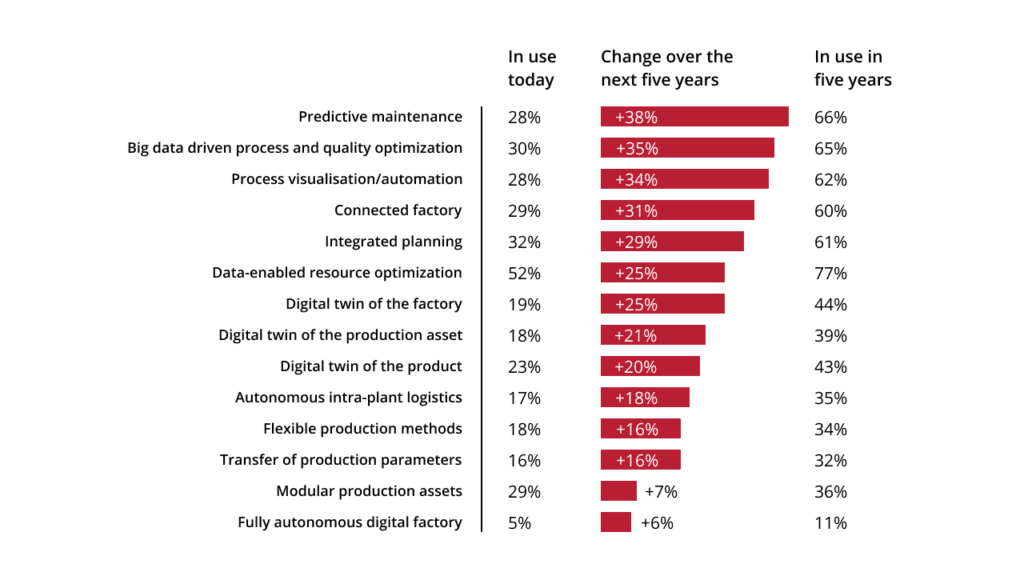 In use today
Change over the next five years
In use in five years
Predictive maintenance 28% +38% 66%
Big data driven process and quality optimization 30% +35% 65%
Process visualisation/automation 28% +34% 62%
Connected factory 29% +31% 60%
Integrated planning 32% +29% 61%
Data-enabled resource optimization 52% +25% 77%
Digital twin of the factory 19% +25% 44%
Digital twin of the production asset 18% +21% 39%
Digital twin of the product 23% +20% 43%
Autonomous intra-plant logistics 17% +18% 35%
Flexible production methods 18% +16% 34%
Transfer of production parameters 16% +16% 32%
Modular production assets 29% +7% 36%
Fully autonomous digital factory 5% +6% 11%